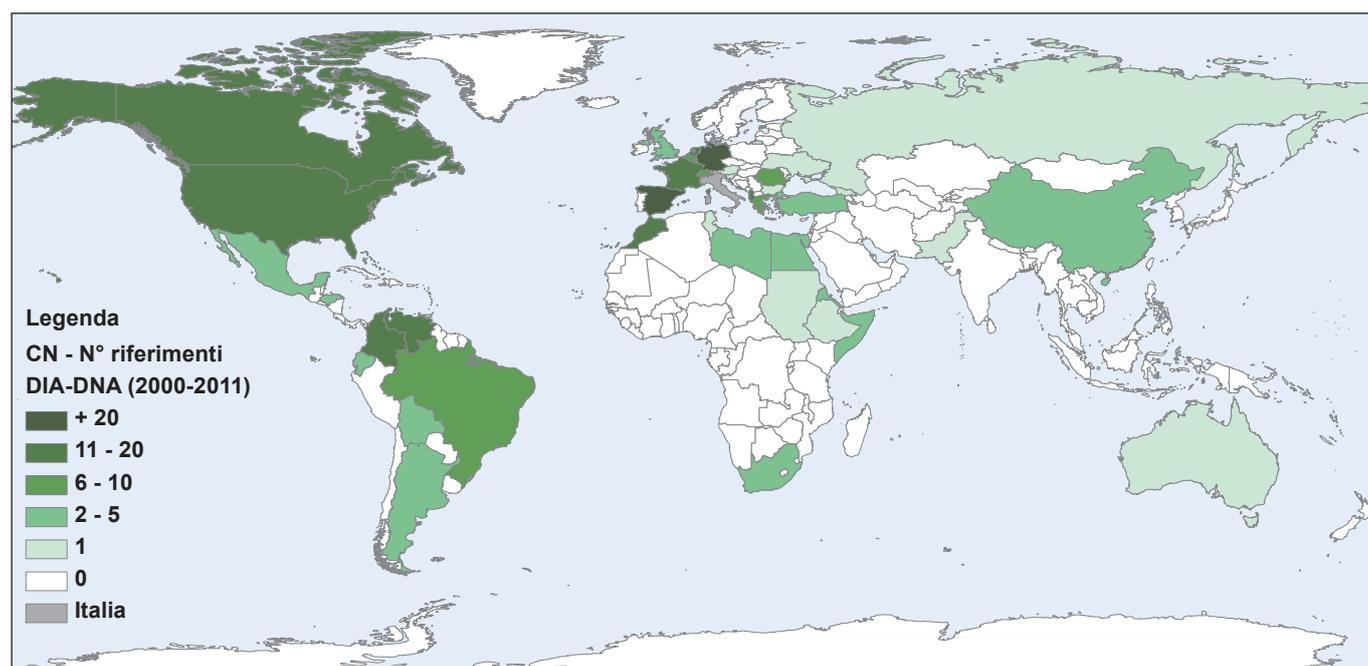 Legenda
CN - N° riferimenti
DIA-DNA (2000-2011)
+ 20
11 - 20
6 - 10
2 - 5
1
0
Italia